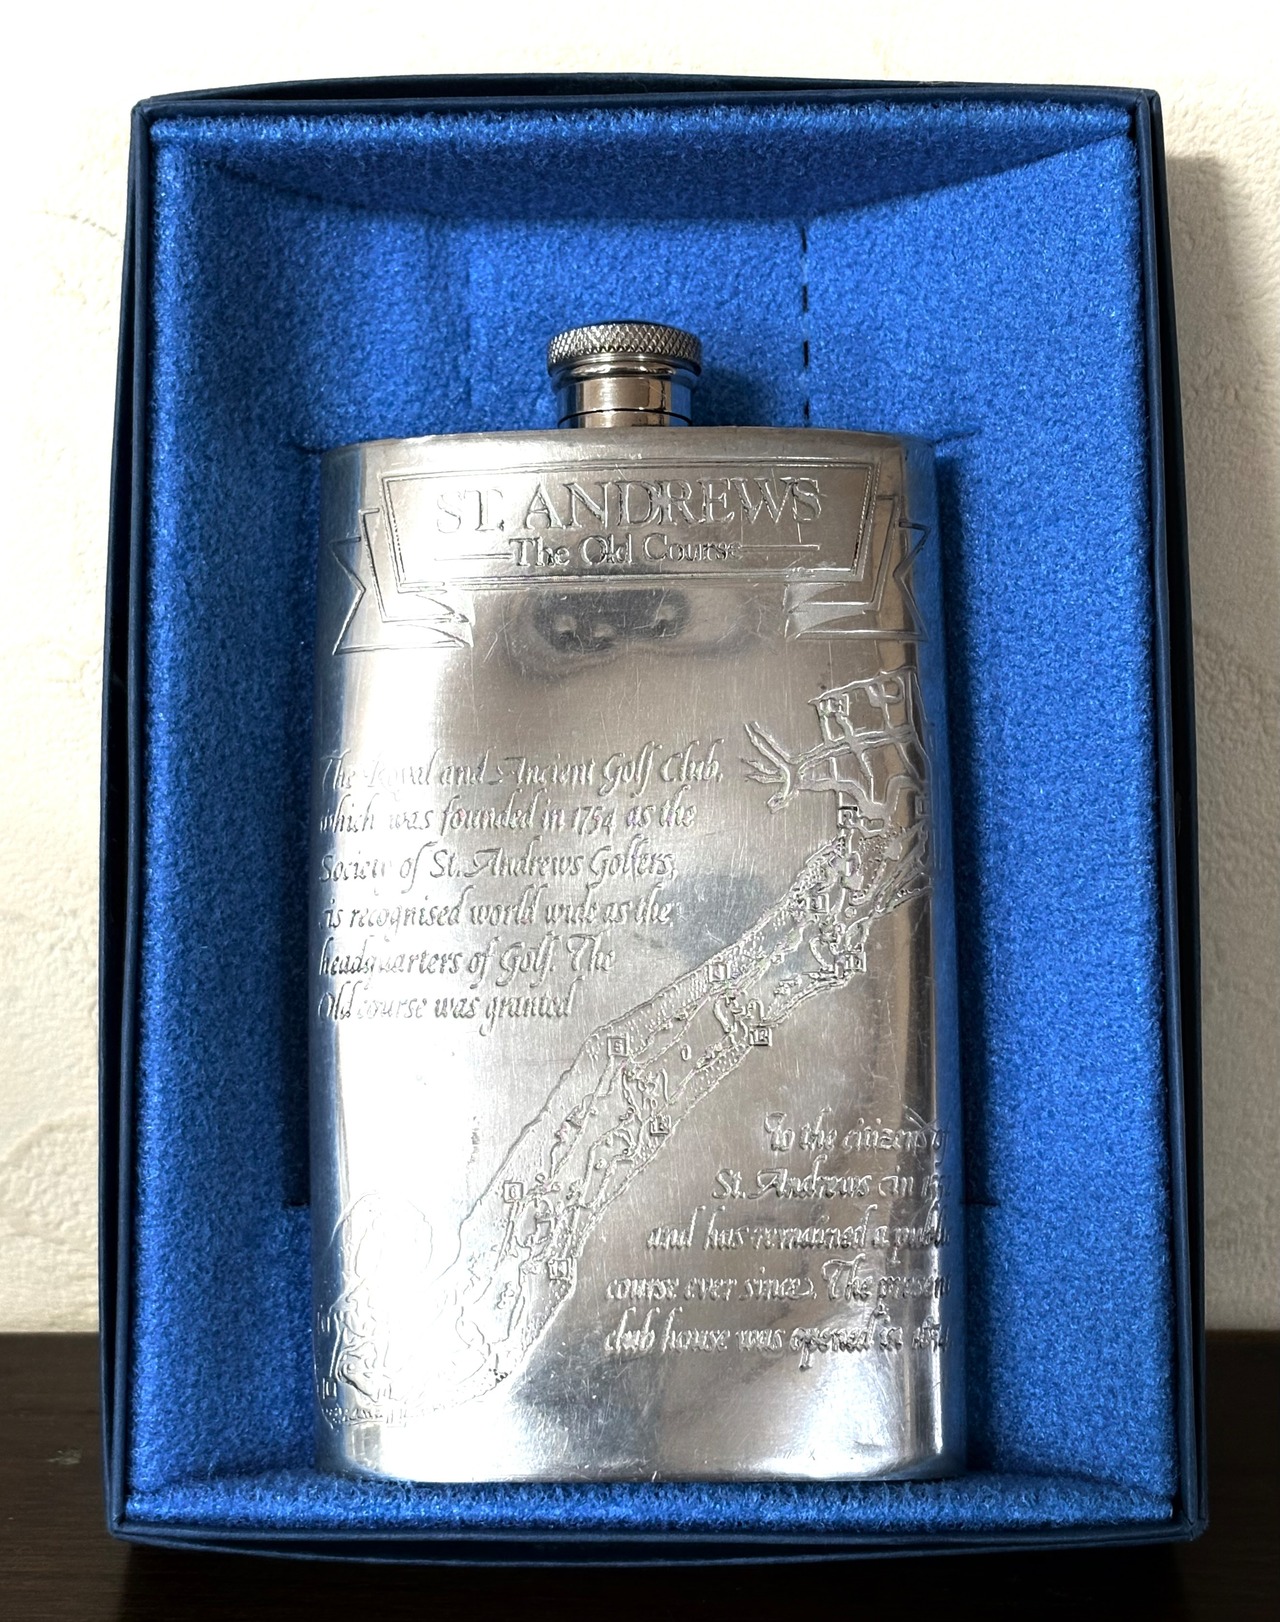 ST. ANDREWS
The Old Course
The Royal and Ancient Golf Club,
which was founded in 1754 as the
Society of St. Andrews Golfers,
is recognised world wide as the
headquarters of Golf. The
Old course was granted
To the citizens
St. Andrews in
and has remained a
course ever since. The
club house was opened in